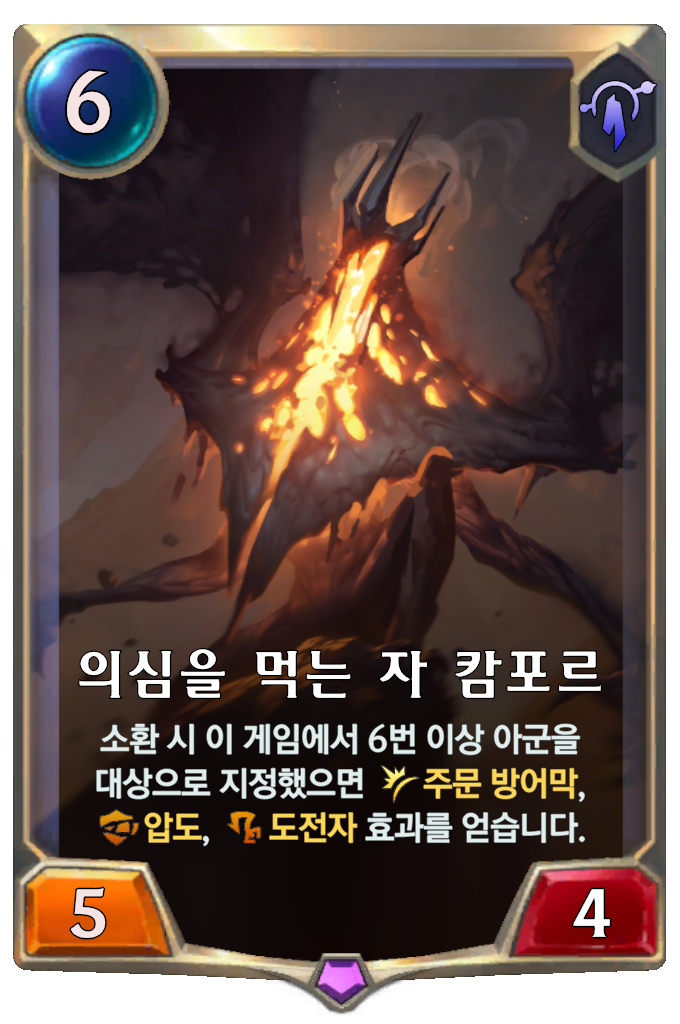 6
의심을 먹는 자 캄포르
소환 시 이 게임에서 6번 이상 아군을
대상으로 지정했으면 주문 방어막,
압도, 도전자 효과를 얻습니다.
5
4